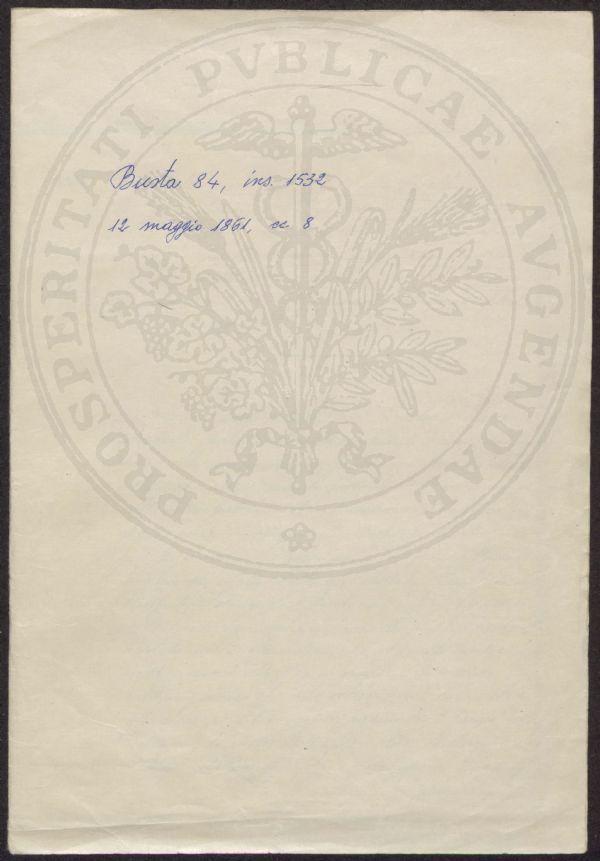 PROSPERITATI PVBLICAE AVGENDAE
Busta 84, ins. 1532
12 maggio 1861, cc 8